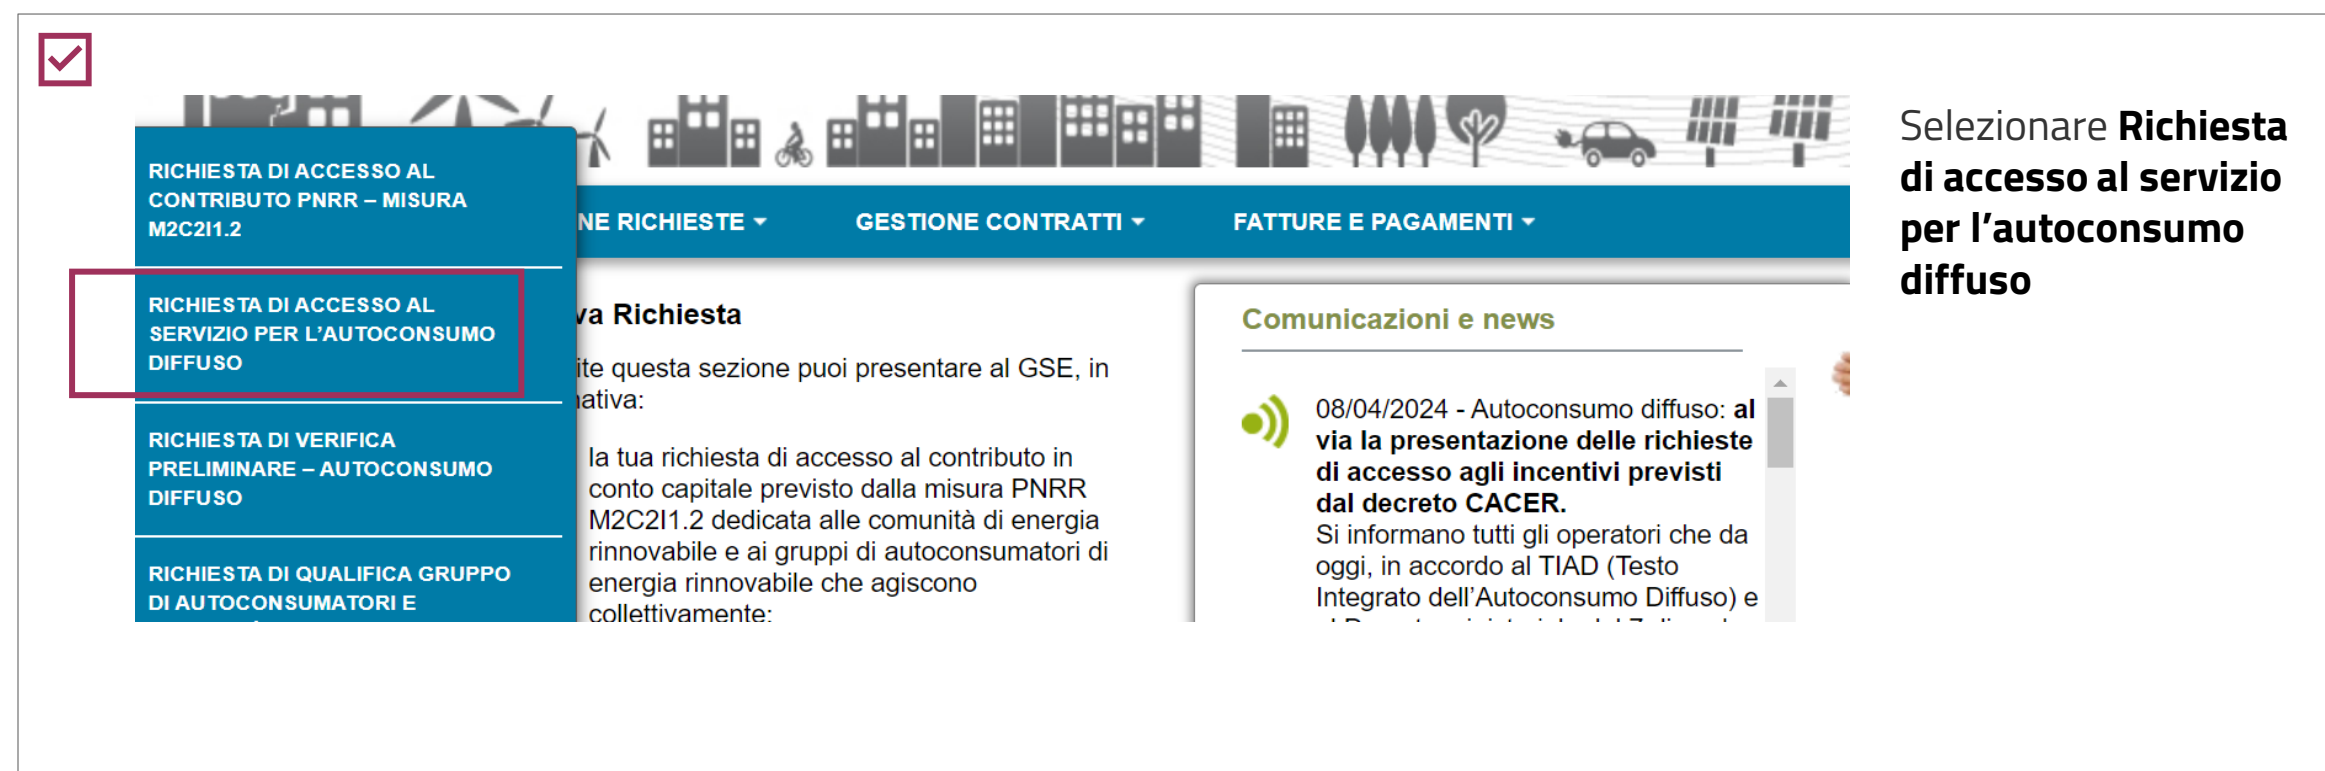 RICHIESTA DI ACCESSO AL
CONTRIBUTO PNRR – MISURA
M2C2I1.2
RICHIESTA DI ACCESSO AL
SERVIZIO PER L'AUTOCONSUMO
DIFFUSO
RICHIESTA DI VERIFICA
PRELIMINARE – AUTOCONSUMO
DIFFUSO
RICHIESTA DI QUALIFICA GRUPPO
DI AUTOCONSUMATORI E
NE RICHIESTE
GESTIONE CONTRATTI
FATTURE E PAGAMENTI
va Richiesta
ite questa sezione puoi presentare al GSE, in
nativa:
la tua richiesta di accesso al contributo in
conto capitale previsto dalla misura PNRR
M2C2I1.2 dedicata alle comunità di energia
rinnovabile e ai gruppi di autoconsumatori di
energia rinnovabile che agiscono
collettivamente;
Comunicazioni e news
08/04/2024 - Autoconsumo diffuso: al
via la presentazione delle richieste
di accesso agli incentivi previsti
dal decreto CACER.
Si informano tutti gli operatori che da
oggi, in accordo al TIAD (Testo
Integrato dell'Autoconsumo Diffuso) e
Selezionare Richiesta
di accesso al servizio
per l'autoconsumo
diffuso